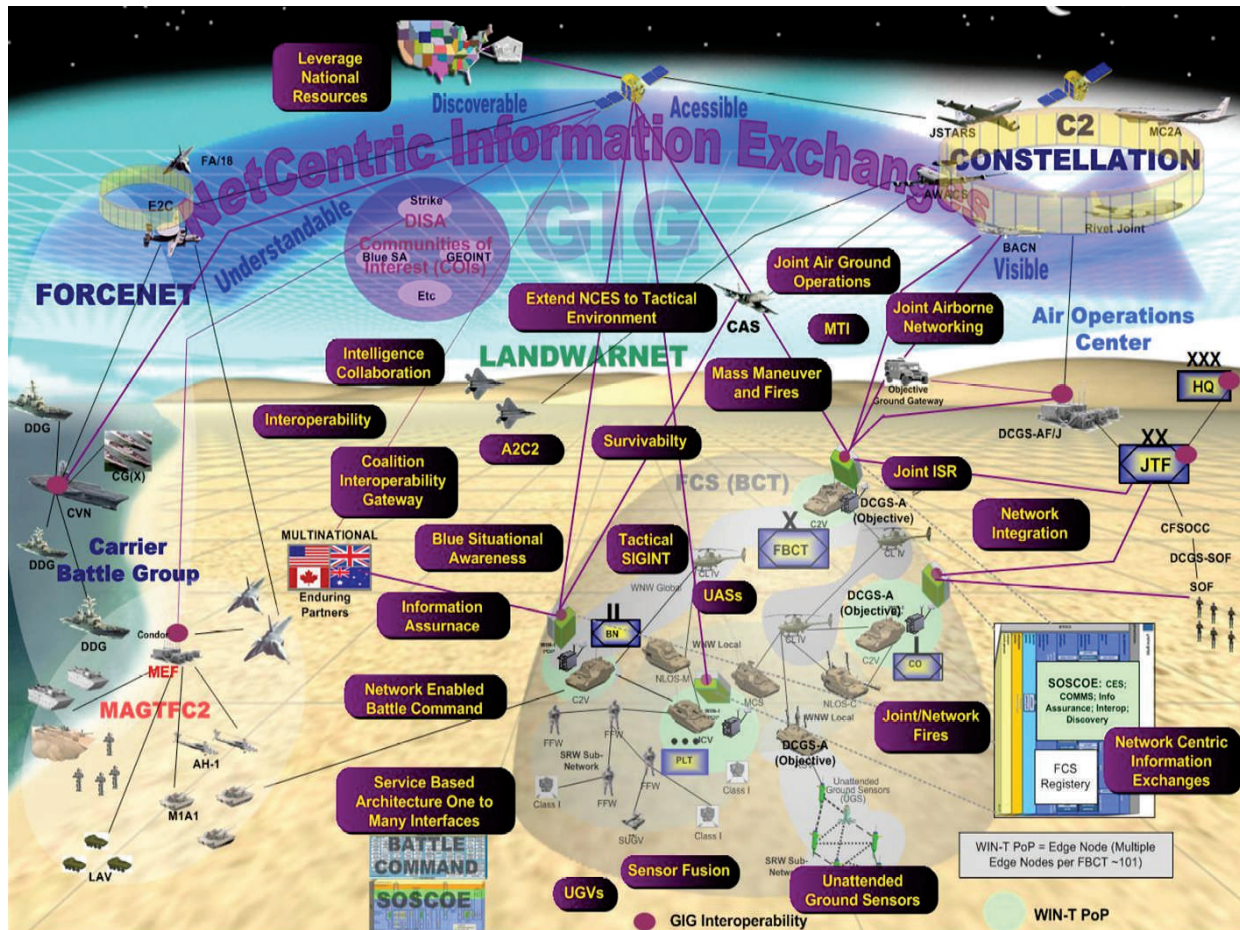 Leverage
National
Resources
Discoverable
Acessible
NetCentric Information Exchanges
Understandable
Visible
GIG
JSTARS
C2
MC2A
CONSTELLATION
AWACS
Rivet Joint
BACN
FA/18
E2C
FORCENET
Strike
DISA
Communities of
Interest (COIs)
Blue SA
GEOINT
Etc
Joint Air Ground
Operations
Extend NCES to Tactical
Environment
CAS
MTI
Joint Airborne
Networking
Air Operations
Center
LANDWARNET
Intelligence
Collaboration
Mass Maneuver
and Fires
Objective
Ground Gateway
XXX
HQ
DDG
Interoperability
A2C2
Survivabilty
DCGS-AF/J
XX
JTF
CG(X)
CVN
Coalition
Interoperability
Gateway
FCS (BCT)
Joint ISR
C2V
DCGS-A
(Objective)
Network
Integration
CFSOCC
DCGS-SOF
SOF
DDG
Carrier
Battle Group
MULTINATIONAL
Enduring
Partners
Blue Situational
Awareness
Tactical
SIGINT
X
FBCT
CL IV
CL IV
WNW Global
UASs
DCGS-A
(Objective)
DDG
Condor
MEF
MAGTFC2
Information
Assurnace
WIN-T
PoP
II
BN
WNW Local
NLOS-M
CL IV
C2V
I
CO
C2V
MCS
NLOS-C
SOSCOE: CES;
COMMS; Info
Assurance; Interop;
Discovery
FCS
Registery
Network Centric
Information
Exchanges
Network Enabled
Battle Command
ICV
PLT
WNW Local
DCGS-A
(Objective)
Joint/Network
Fires
AH-1
M1A1
LAV
FFW
FFW
SRW Sub-
Network
FFW
FFW
Class I
Class I
Class I
SUGV
Unattended
Ground Sensors
(UGS)
Service Based
Architecture One to
Many Interfaces
BATTLE
COMMAND
SOSCOE
SRW Sub-
WIN-T PoP = Edge Node (Multiple
Edge Nodes per FBCT ~101)
UGVs
Sensor Fusion
Unattended
Ground Sensors
GIG Interoperability
WIN-T PoP